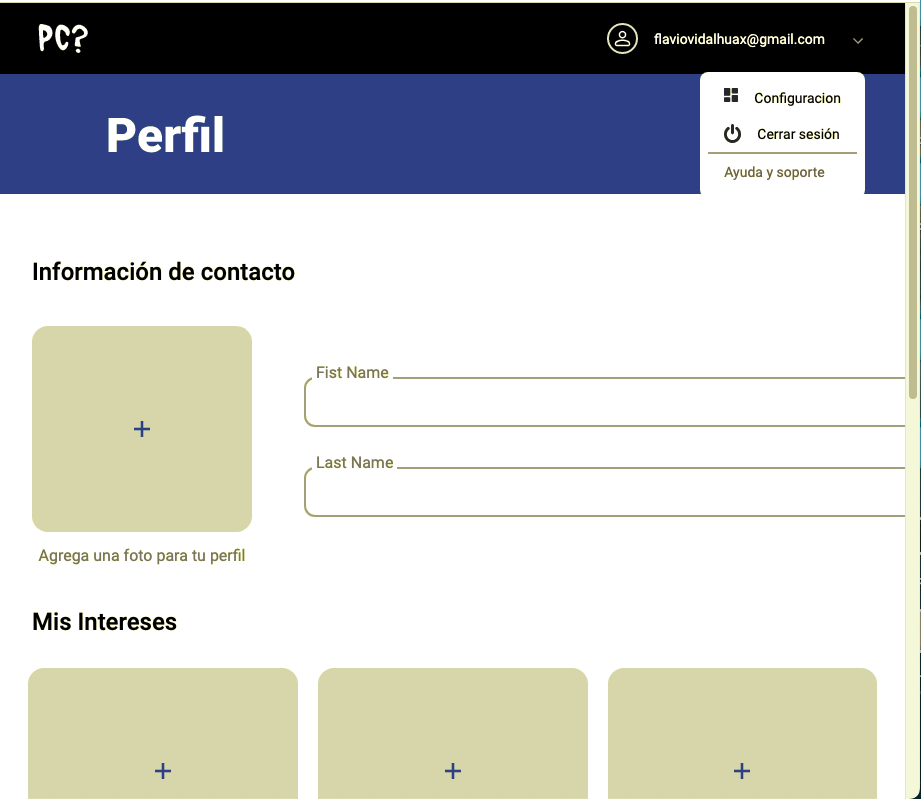 PC?
flaviovidalhuax@gmail.com
Configuracion
Cerrar sesión
Ayuda y soporte
Perfil
Información de contacto
Fist Name
Last Name
Agrega una foto para tu perfil
Mis Intereses